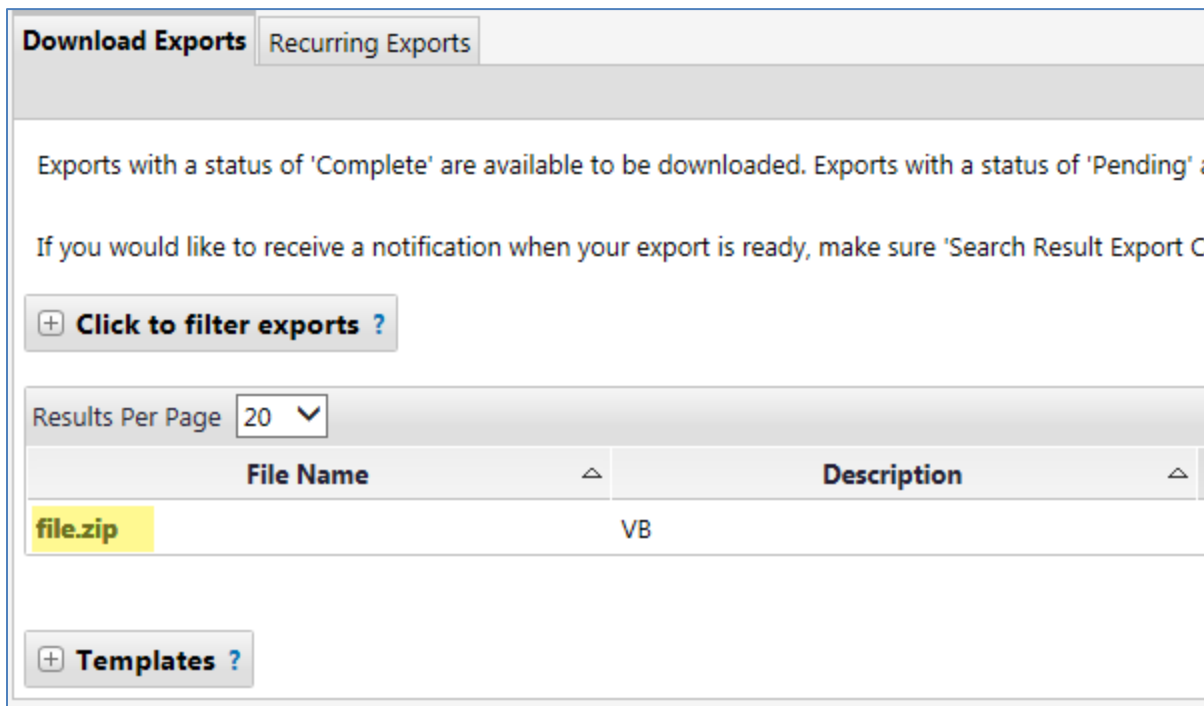 Download Exports Recurring Exports
Exports with a status of 'Complete' are available to be downloaded. Exports with a status of 'Pending'
If you would like to receive a notification when your export is ready, make sure 'Search Result Export
Click to filter exports ?
Results Per Page 20
File Name Description
file.zip VB
Templates ?